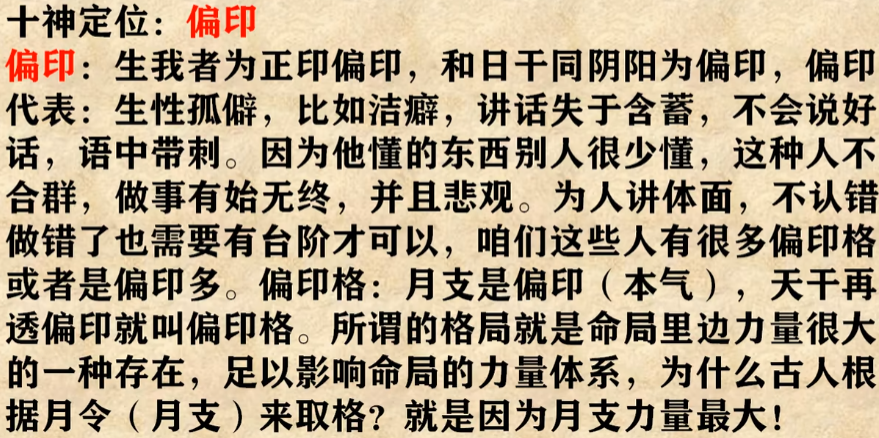 十神定位：偏印
偏印：生我者为正印偏印，和日干同阴阳为偏印，偏印
代表：生性孤僻，比如洁癖，讲话失于含蓄，不会说好
话，语中带刺。因为他懂的东西别人很少懂，这种人不
合群，做事有始无终，并且悲观。为人讲体面，不认错
做错了也需要有台阶才可以，咱们这些人有很多偏印格
或者是偏印多。偏印格：月支是偏印（本气），天干再
透偏印就叫偏印格。所谓的格局就是命局里边力量很大
的一种存在，足以影响命局的力量体系，为什么古人根
据月令（月支）来取格？就是因为月支力量最大！